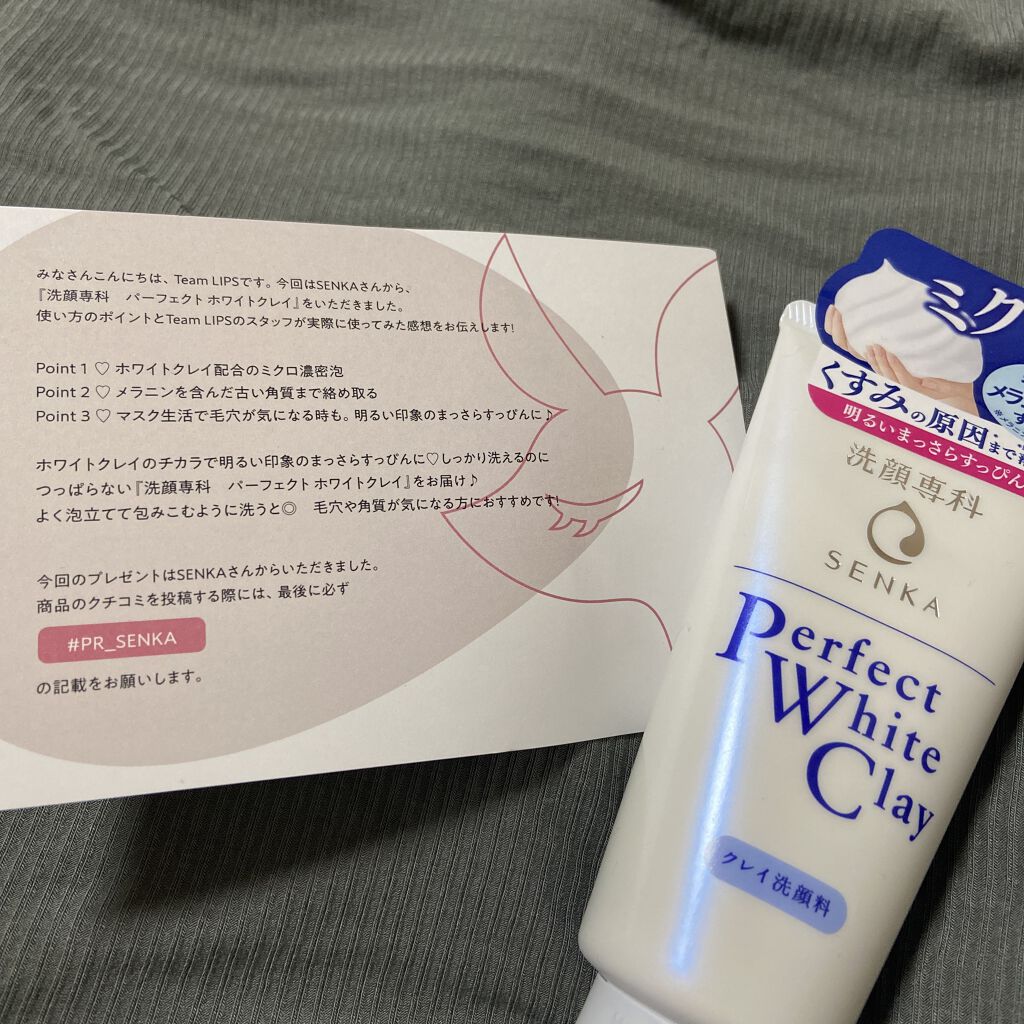 みなさんこんにちは、Team LIPSです。今回はSENKAさんから、
『洗顔専科　パーフェクト ホワイトクレイ』をいただきました。
使い方のポイントとTeam LIPSのスタッフが実際に使ってみた感想をお伝えします!
Point 1 ♡ ホワイトクレイ配合のミクロ濃密泡
Point 2 ♡ メラニンを含んだ古い角質まで絡め取る
Point 3 ♡ マスク生活で毛穴が気になる時も。明るい印象のまっさらすっぴんに♪
ホワイトクレイのチカラで明るい印象のまっさらすっぴんに♡しっかり洗えるのに
つっぱらない『洗顔専科　パーフェクト ホワイトクレイ』をお届け♪
よく泡立てて包みこむように洗うと◎　毛穴や角質が気になる方におすすめです!
今回のプレゼントはSENKAさんからいただきました。
商品のクチコミを投稿する際には、最後に必ず
#PR_SENKA
の記載をお願いします。
ミク
メラ
くすみの原因まで
明るいまっさらすっぴん
洗顔専科
SENKA
Perfect
White
Clay
クレイ洗顔料